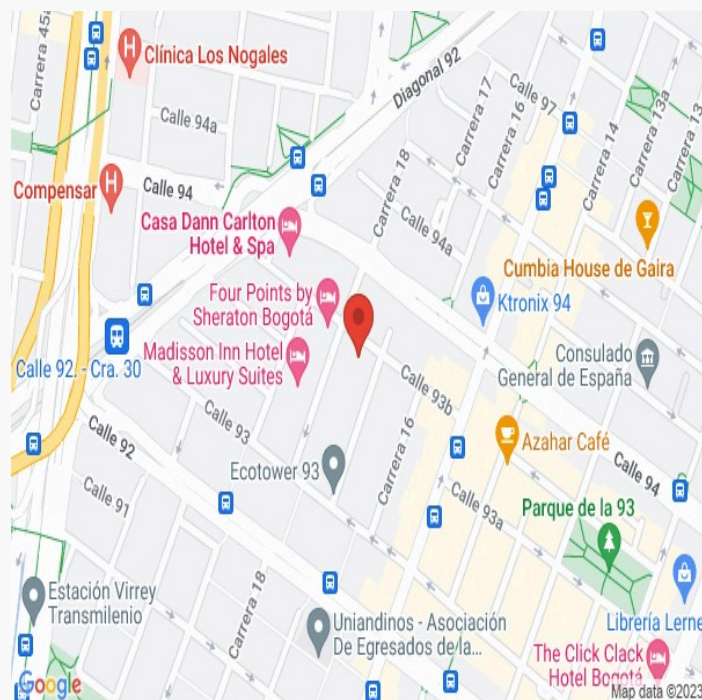 Carrera 45a
Clínica Los Nogales
Diagonal 92
Calle 97
Carrera 17
Carrera 16
Carrera 14
Carrera 13a
Carrera 13
Calle 94a
Compensar
Calle 94
Carrera 18
Casa Dann Carlton
Hotel & Spa
Calle 94a
Cumbia House de Gaira
Four Points by
Sheraton Bogotá
Ktronix 94
Madisson Inn Hotel
& Luxury Suites
Consulado
General de España
Calle 92. - Cra. 30
Calle 93b
Calle 93
Azahar Café
Calle 92
Ecotower 93
Carrera 16
Calle 94
Calle 91
Calle 93a
Parque de la 93
Estación Virrey
Transmilenio
Carrera 18
Uniandinos - Asociación
De Egresados de la...
Librería Lerne
The Click Clack
Hotel Bogotá
Google
Map data ©2023